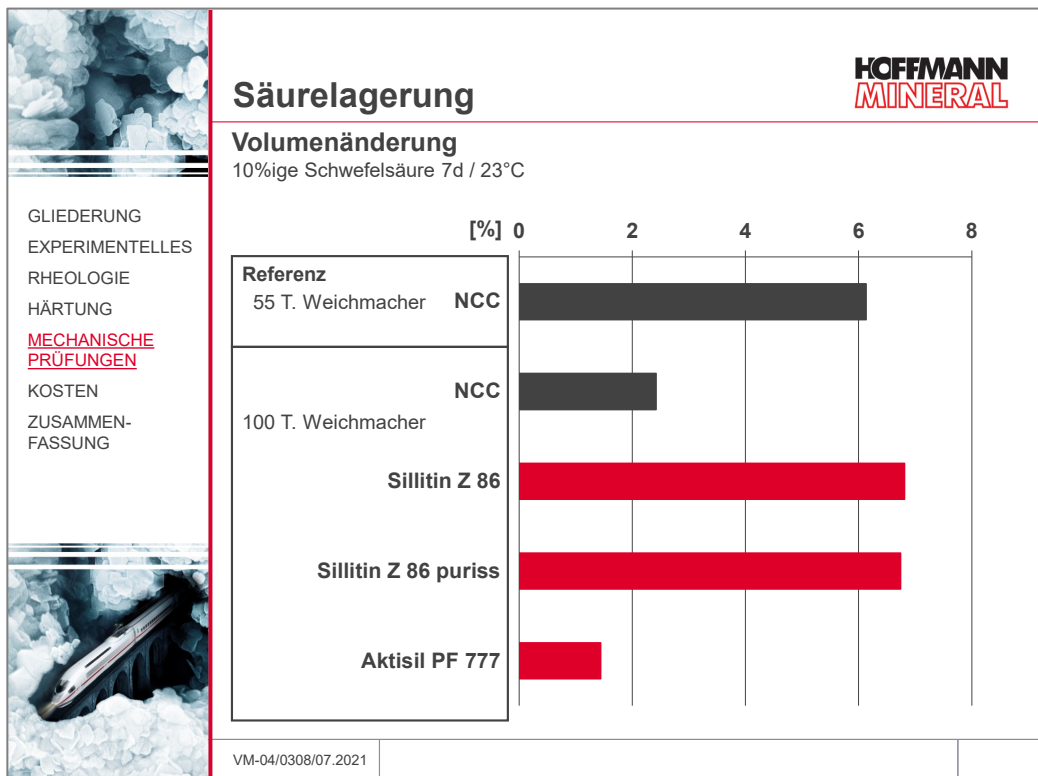 HOFFMANN
MINERAL
Säurelagerung
Volumenänderung
10%ige Schwefelsäure 7d / 23°C
GLIEDERUNG
EXPERIMENTELLES
RHEOLOGIE
HÄRTUNG
MECHANISCHE
PRÜFUNGEN
KOSTEN
ZUSAMMEN-
FASSUNG
[%] 0 2 4 6 8
Referenz
55 T. Weichmacher NCC
NCC
100 T. Weichmacher
Sillitin Z 86
Sillitin Z 86 puriss
Aktisil PF 777
VM-04/0308/07.2021